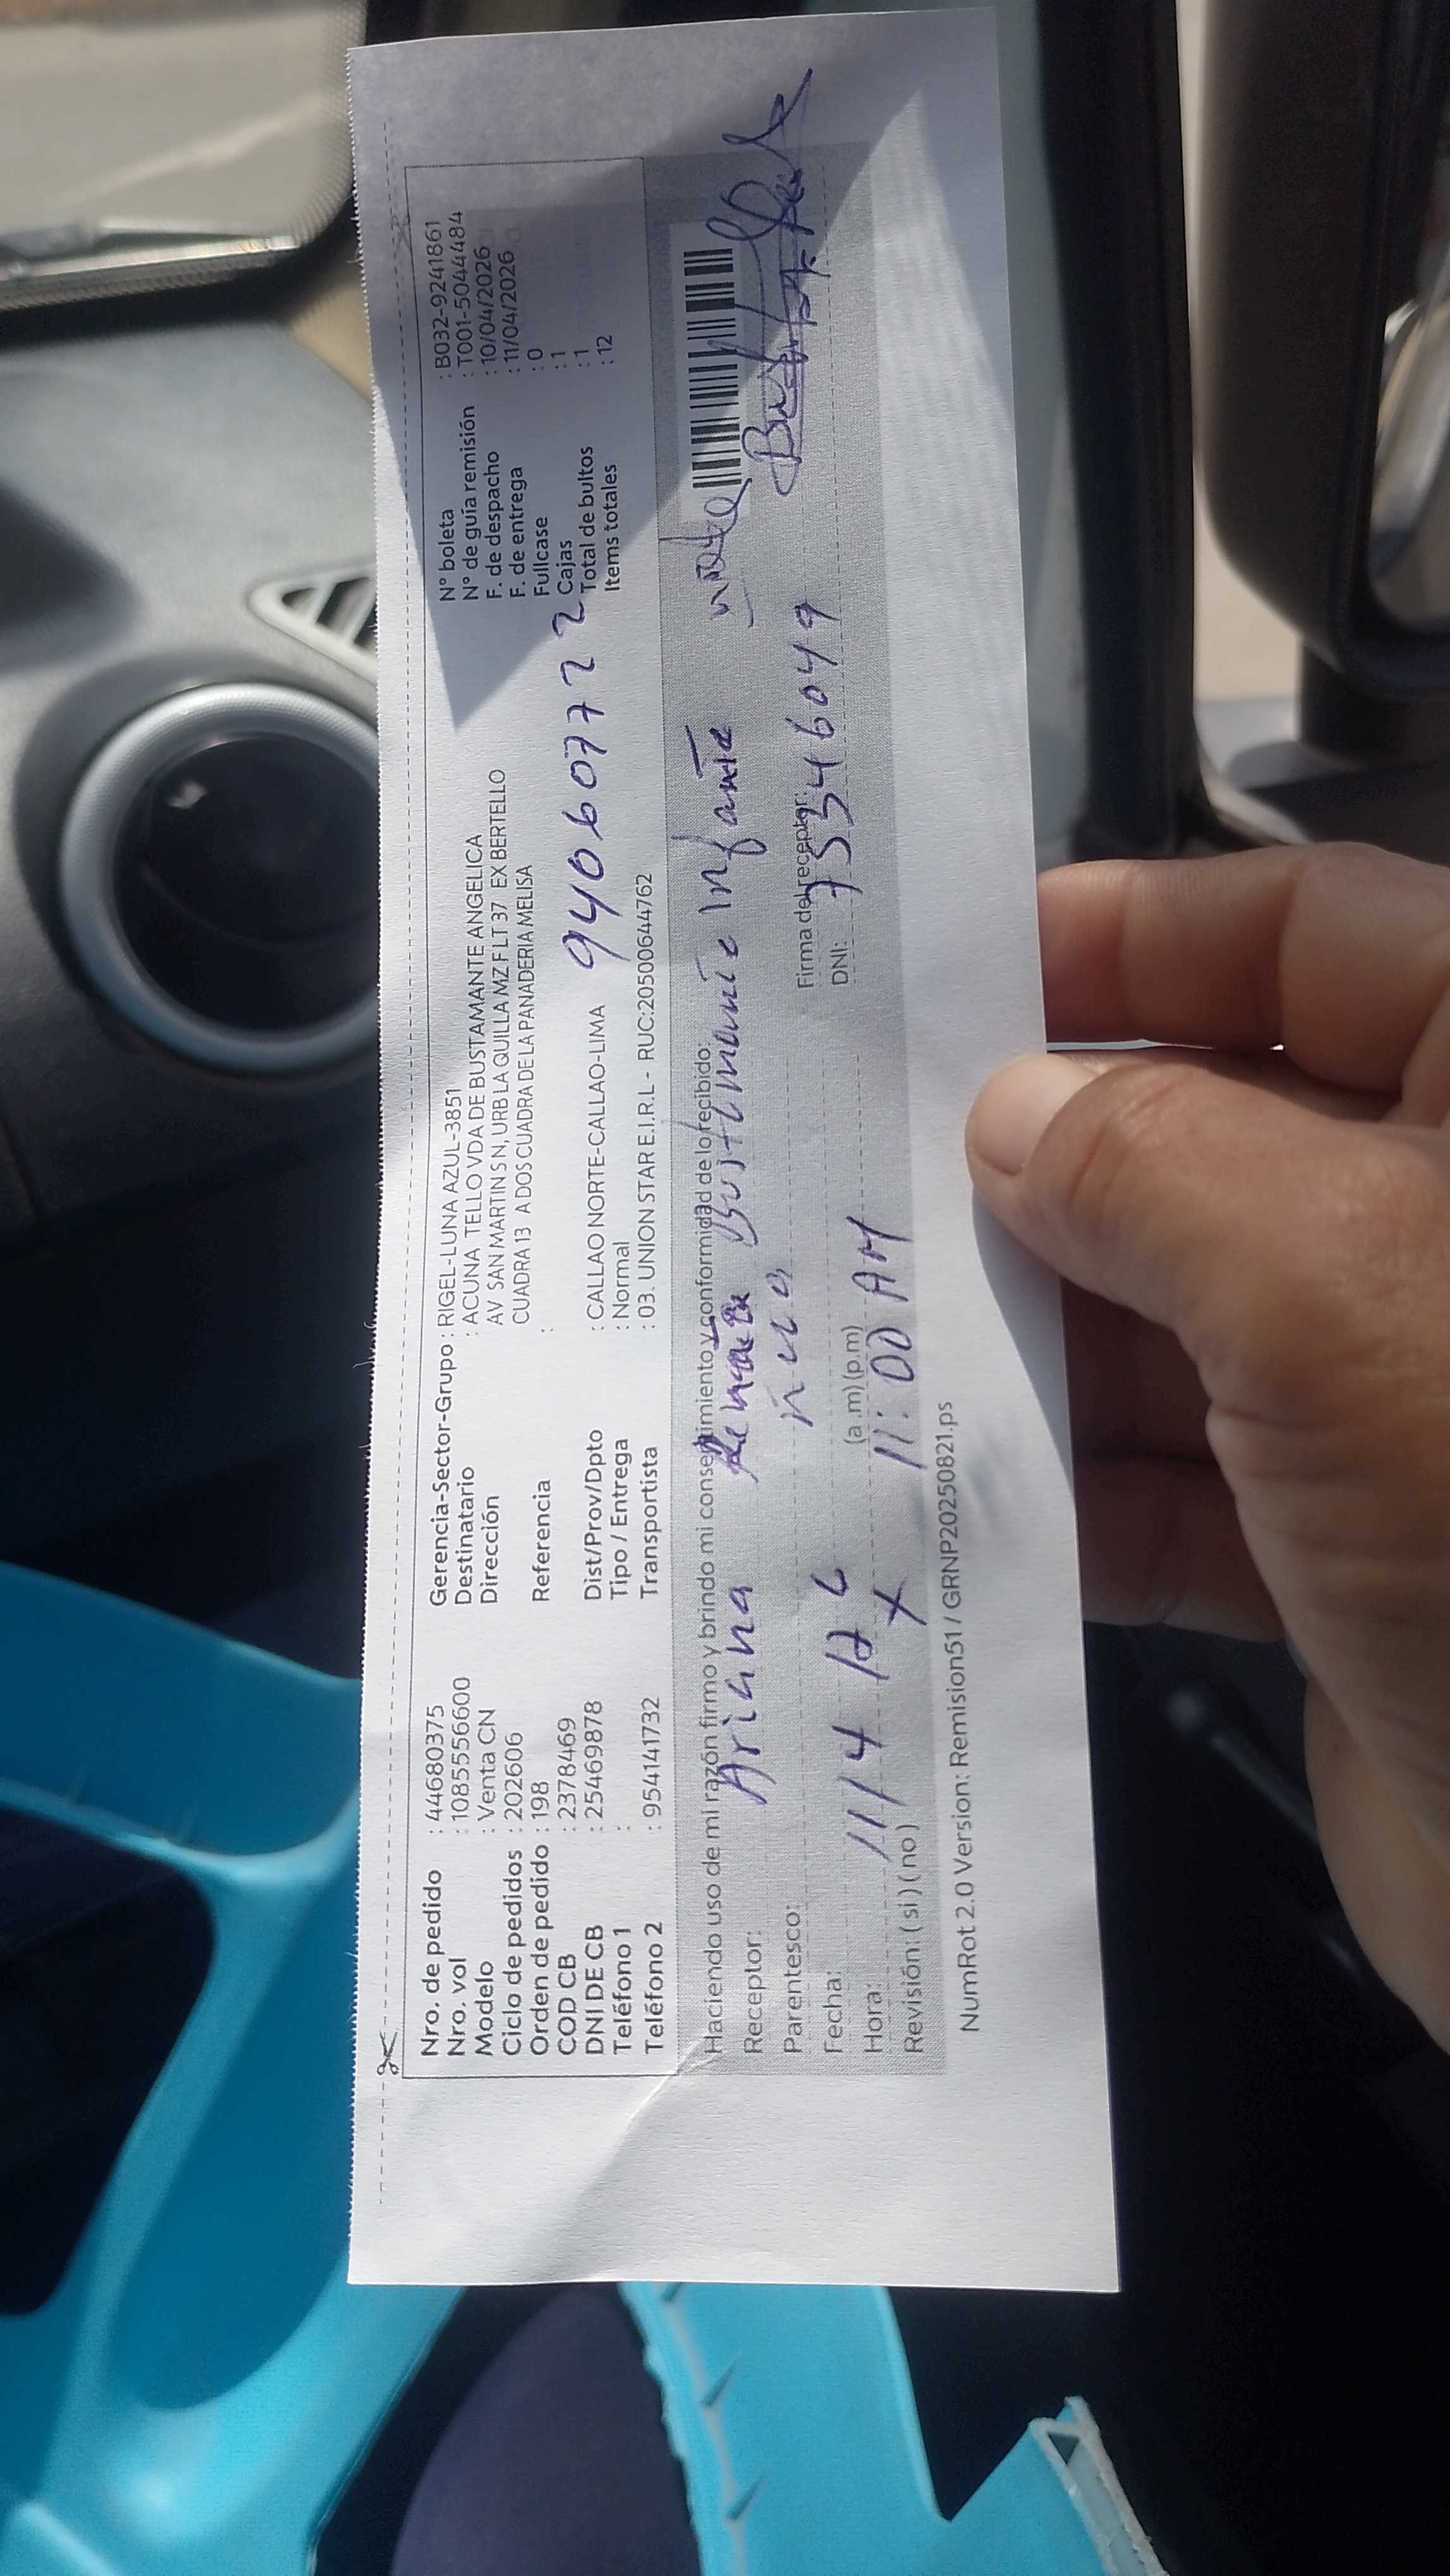 Nro. de pedido : 44680375
Nro. vol : 1085556600
Modelo : Venta CN
Ciclo de pedidos : 202606
Orden de pedido : 198
COD CB : 23778469
DNI DE CB : 25469878
Teléfono 1 :
Teléfono 2 : 954141732
Gerencia-Sector-Grupo : RIGEL-LUNA AZUL-3851
Destinatario : ACUNA TELLO VDA DE BUSTAMANTE ANGELICA
Dirección AV SAN MARTIN S N, URB LA QUILLA MZ F LT 37 EX BERTELLO
CUADRA 13 A DOS CUADRA DE LA PANADERIA MELISA
Referencia :
Dist/Prov/Dpto : CALLAO NORTE-CALLAO-LIMA
Tipo / Entrega : Normal
Transportista : 03. UNION STAR E.I.R.L - RUC:20500644762
940607722
N° boleta : B032-9241861
N° de guía remisión : T001-5044484
F. de despacho : 10/04/2026
F. de entrega : 11/04/2026
Fullcase : 0
Cajas : 1
Total de bultos : 1
Items totales : 12
Haciendo uso de mi razón firmo y brindo mi consentimiento y conformidad de lo recibido:
Receptor: Ariana Renata Bustamante Infante
Parentesco:
Fecha: 11/4
Hora: (a.m)(p.m) 11:00 AM
Revisión: (si) (no) X
Firma del receptor:
DNI: 73346049
NumRot 2.0 Version: Remision51 / GRNP20250821.ps